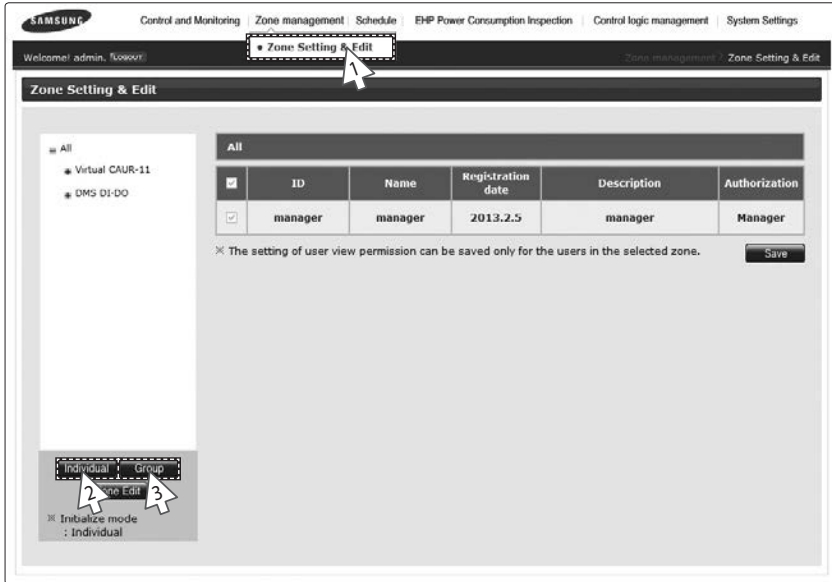 SAMSUNG Control and Monitoring Zone management Schedule EHP Power Consumption Inspection Control logic management System Settings
Welcome! admin. Logout
Zone Setting & Edit
Zone management > Zone Setting & Edit
1
Zone Setting & Edit
All
Virtual CAUR-11
DMS DI-DO
All
ID Name Registration date Description Authorization
manager manager 2013.2.5 manager Manager
※ The setting of user view permission can be saved only for the users in the selected zone.
Save
Individual Group
Edit
2 3
※ Initialize mode
: Individual